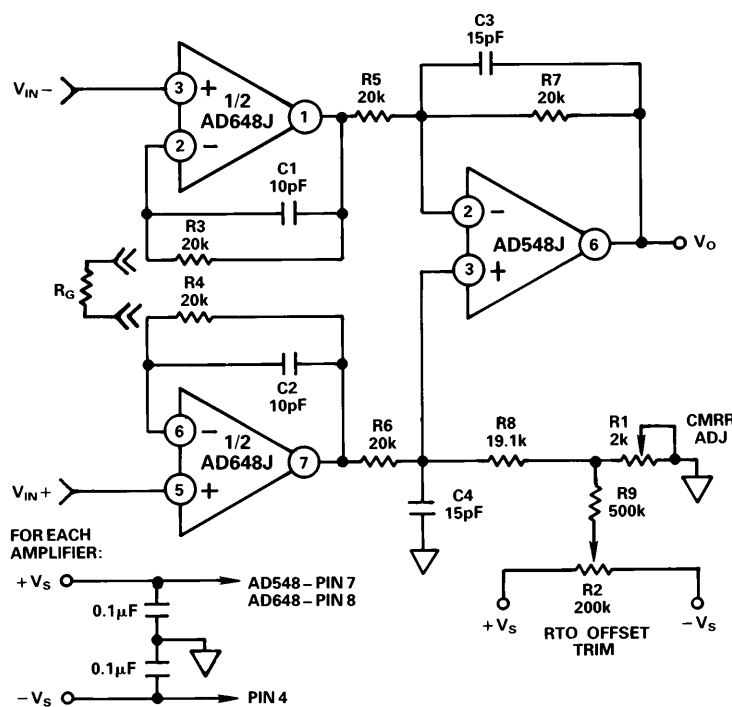 C3
15pF
R5
20k
R7
20k
VIN−
3
+
1/2
AD648J
1
2
−
C1
10pF
R3
20k
2
−
AD548J
6
VO
3
+
RG
R4
20k
C2
10pF
6
−
1/2
AD648J
7
VIN+
5
+
R6
20k
R8
19.1k
R1
2k
CMRR
ADJ
C4
15pF
R9
500k
R2
200k
+VS
−VS
RTO OFFSET
TRIM
FOR EACH
AMPLIFIER:
+VS
AD548–PIN 7
AD648–PIN 8
0.1µF
0.1µF
−VS
PIN 4